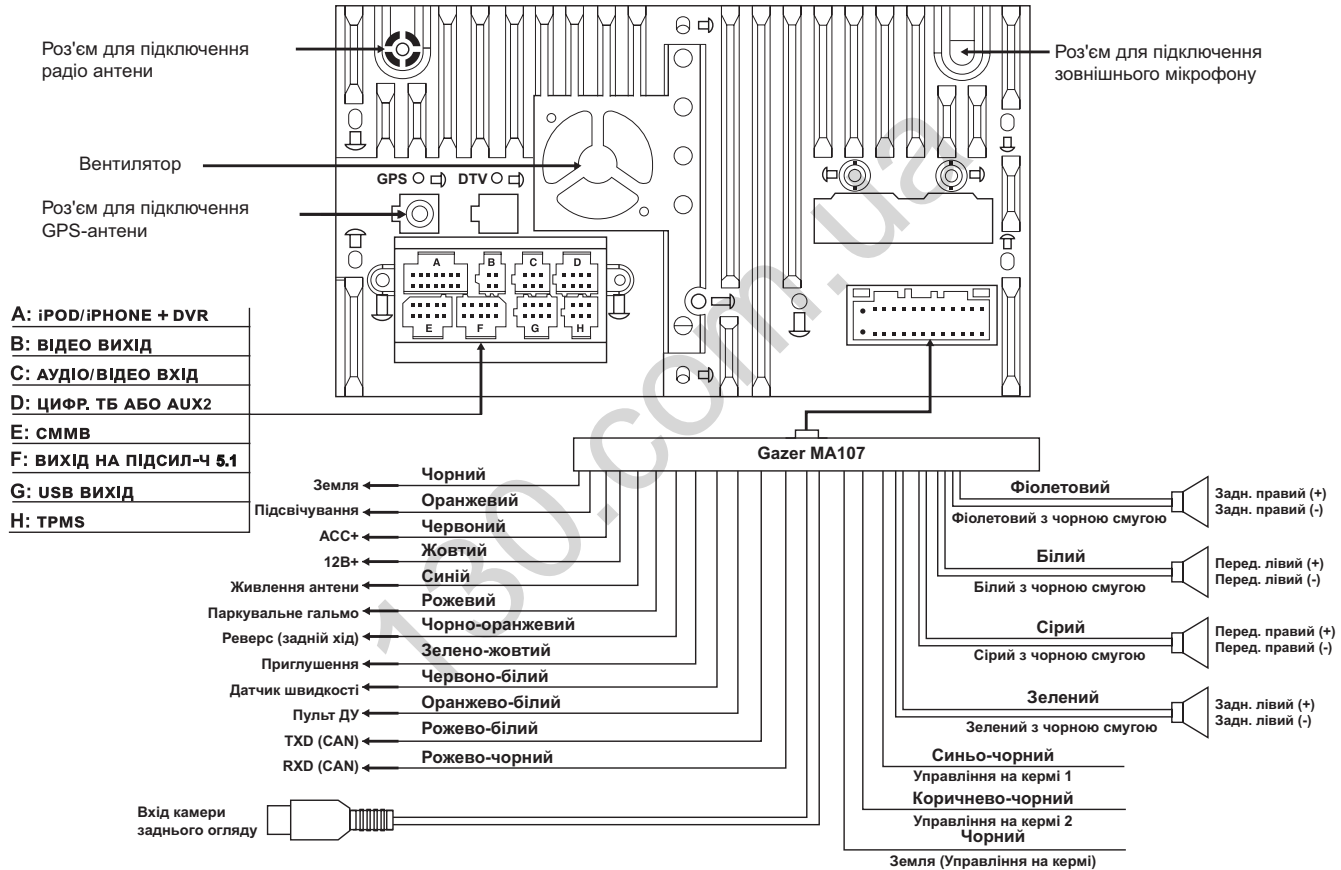 Роз'єм для підключення
радіо антени
Роз'єм для підключення
зовнішнього мікрофону
Вентилятор
GPS
DTV
Роз'єм для підключення
GPS-антени
A
B
C
D
E
F
G
H
A: iPOD/iPHONE + DVR
B: ВІДЕО ВИХІД
C: АУДІО/ВІДЕО ВХІД
D: ЦИФР. ТБ АБО AUX2
E: CMMB
F: ВИХІД НА ПІДСИЛ-Ч 5.1
G: USB ВИХІД
H: TPMS
Gazer MA107
Земля
Чорний
Підсвічування
Оранжевий
ACC+
Червоний
12В+
Жовтий
Живлення антени
Синій
Паркувальне гальмо
Рожевий
Реверс (задній хід)
Чорно-оранжевий
Приглушення
Зелено-жовтий
Датчик швидкості
Червоно-білий
Пульт ДУ
Оранжево-білий
TXD (CAN)
Рожево-білий
RXD (CAN)
Рожево-чорний
Вхід камери
заднього огляду
Фіолетовий
Фіолетовий з чорною смугою
Задн. правий (+)
Задн. правий (-)
Білий
Білий з чорною смугою
Перед. лівий (+)
Перед. лівий (-)
Сірий
Сірий з чорною смугою
Перед. правий (+)
Перед. правий (-)
Зелений
Зелений з чорною смугою
Задн. лівий (+)
Задн. лівий (-)
Синьо-чорний
Управління на кермі 1
Коричнево-чорний
Управління на кермі 2
Чорний
Земля (Управління на кермі)
130.com.ua